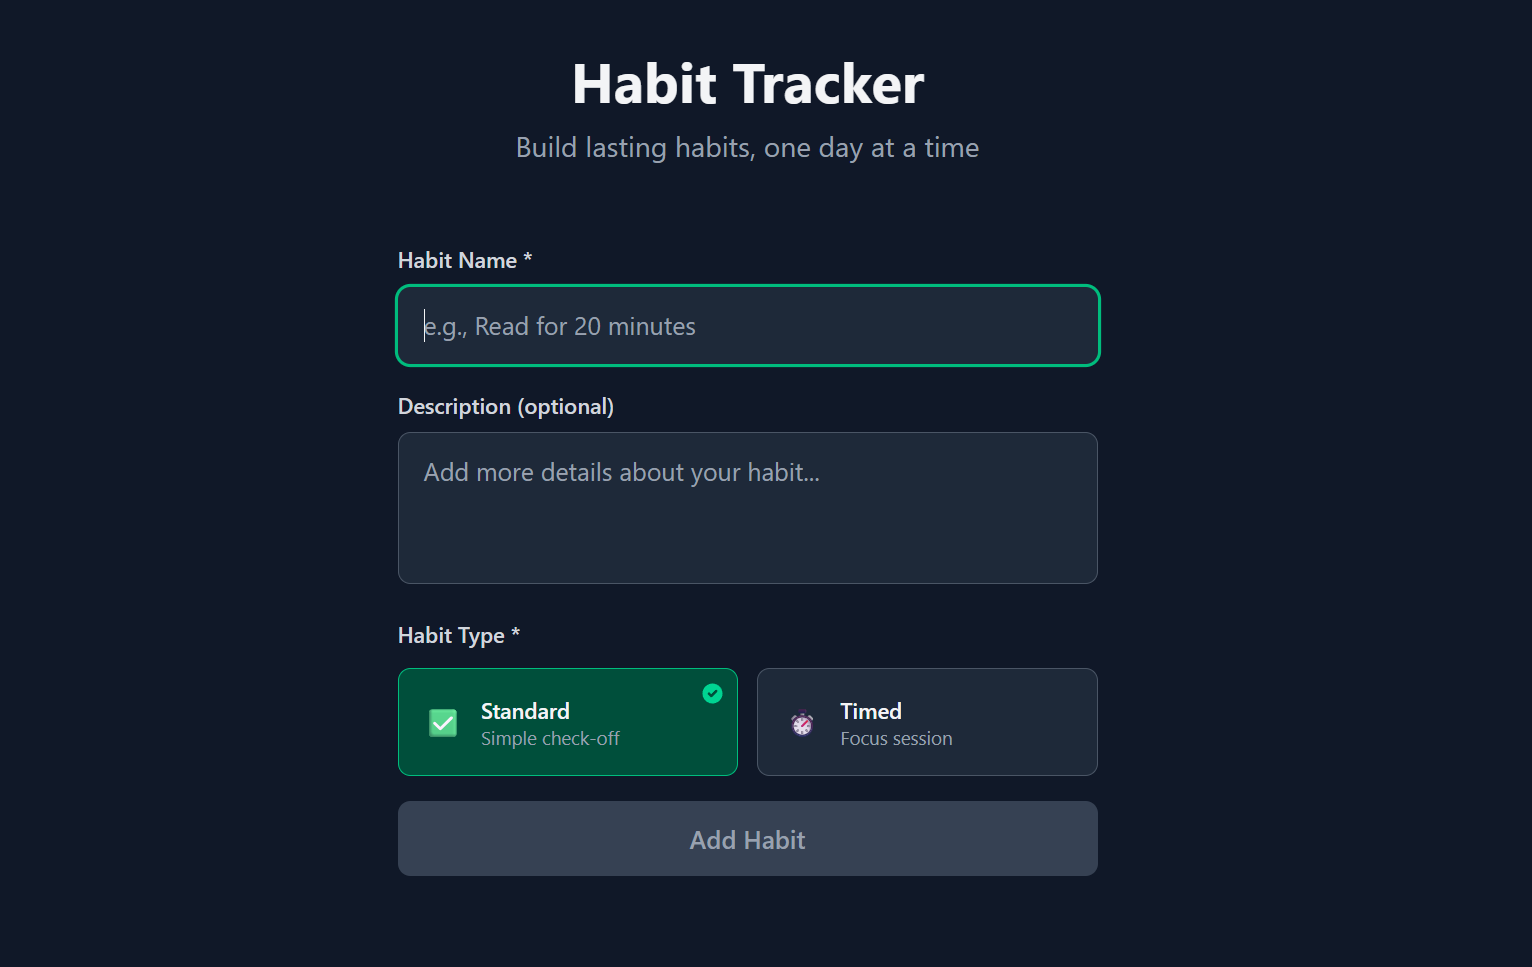 Habit Tracker
Build lasting habits, one day at a time
Habit Name *
e.g., Read for 20 minutes
Description (optional)
Add more details about your habit...
Habit Type *
Standard
Simple check-off
Timed
Focus session
Add Habit